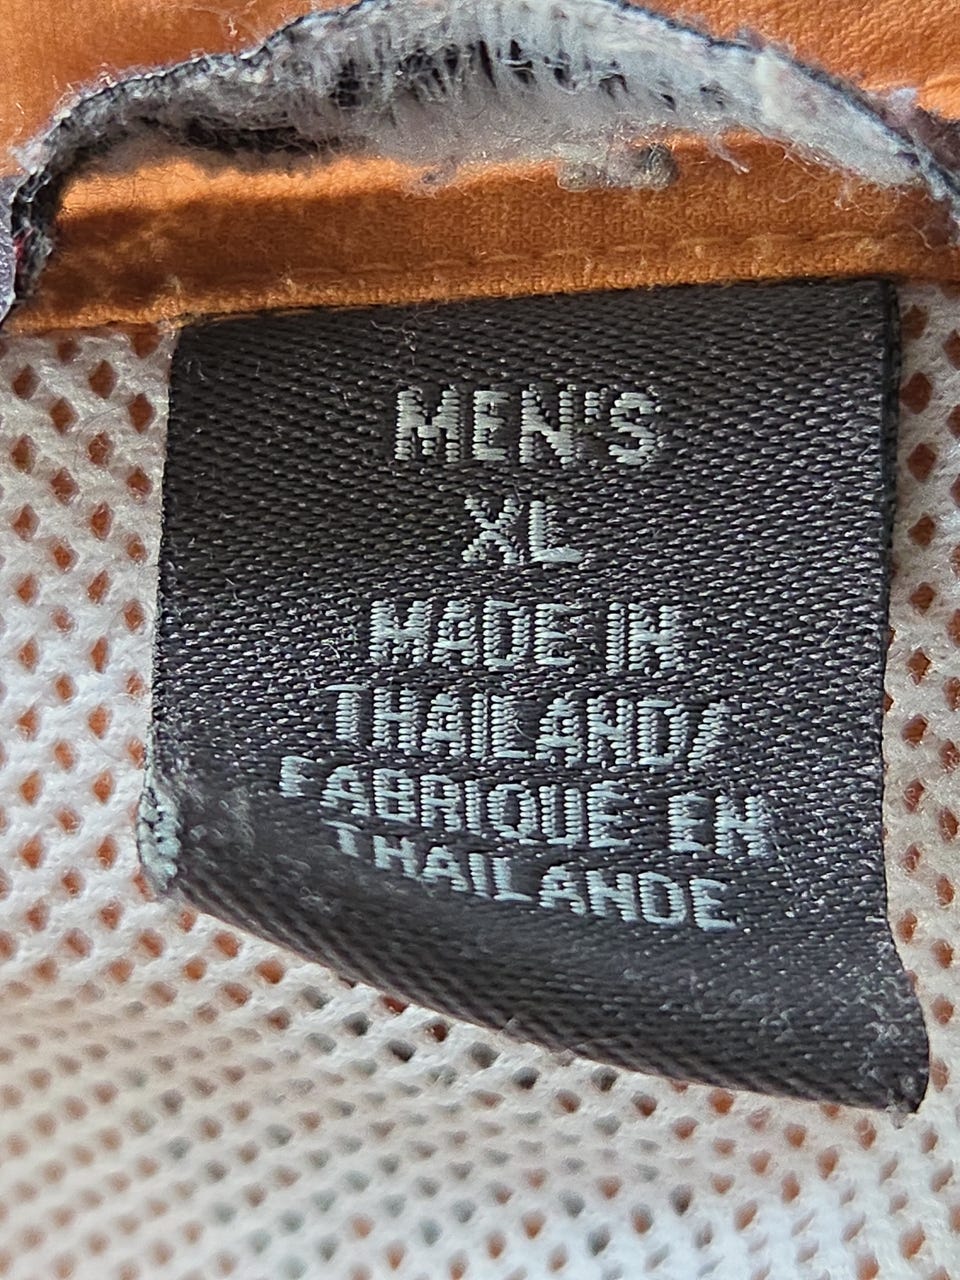 MEN'S
XL
MADE IN
THAILAND/
FABRIQUE EN
THAILANDE